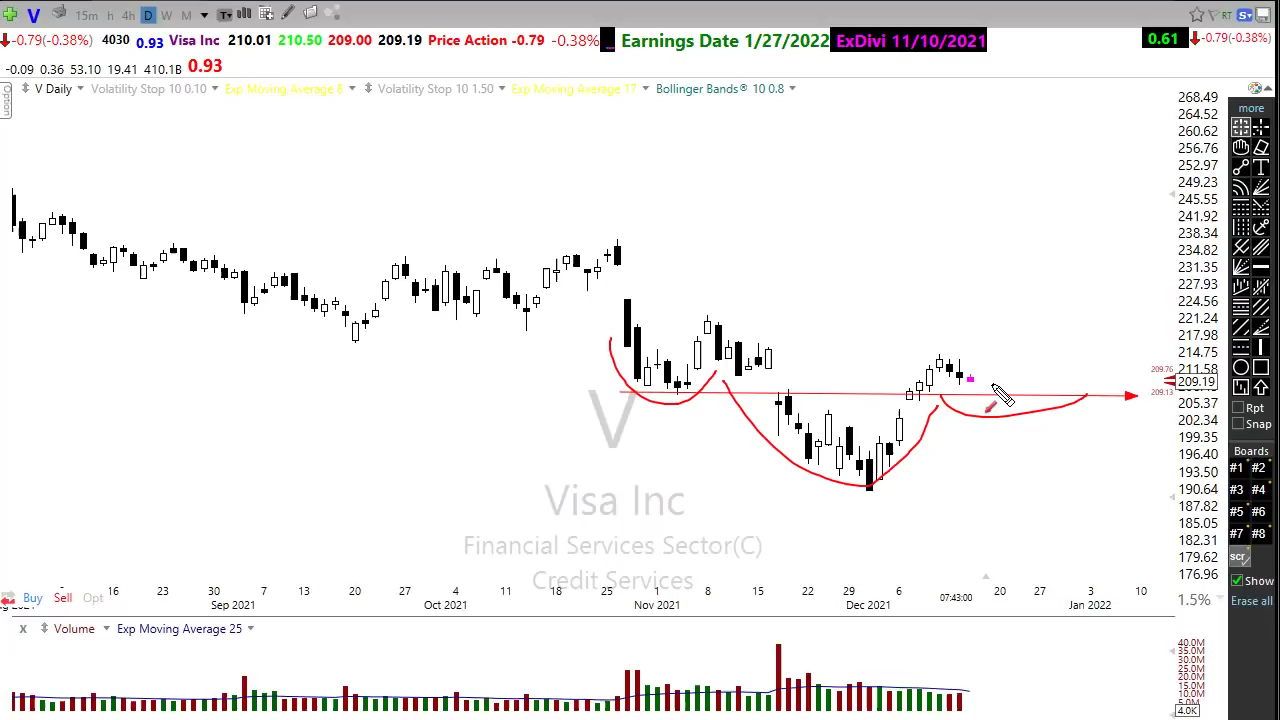 V 15m h 4h D W M T RT S
-0.79(-0.38%) 4030 0.93 Visa Inc 210.01 210.50 209.00 209.19 Price Action -0.79 -0.38% Earnings Date 1/27/2022 ExDivi 11/10/2021 0.61 -0.79(-0.38%)
-0.09 0.36 53.10 19.41 410.1B 0.93
Option
V Daily Volatility Stop 10 0.10 Exp Moving Average 8 Volatility Stop 10 1.50 Exp Moving Average 17 Bollinger Bands® 10 0.8
268.49
264.52
260.62
256.76
252.97
249.23
245.55
241.92
238.34
234.82
231.35
227.93
224.56
221.24
217.98
214.75
209.76
211.58
209.19
209.13
205.37
202.34
199.35
196.40
193.50
190.64
187.82
185.05
182.31
179.62
176.96
1.5%
V
Visa Inc
Financial Services Sector(C)
Credit Services
16 23 30 7 13 20 27 4 11 18 25 1 8 15 22 29 6 07:43:00 20 27 3 10
Sep 2021 Oct 2021 Nov 2021 Dec 2021 Jan 2022
Buy Sell Opt
X Volume Exp Moving Average 25
40.0M
35.0M
30.0M
25.0M
20.0M
15.0M
10.0M
5.0M
4.0K
more
T
Rpt
Snap
Boards
#1 #2
#3 #4
#5 #6
#7 #8
scr
Show
Erase all